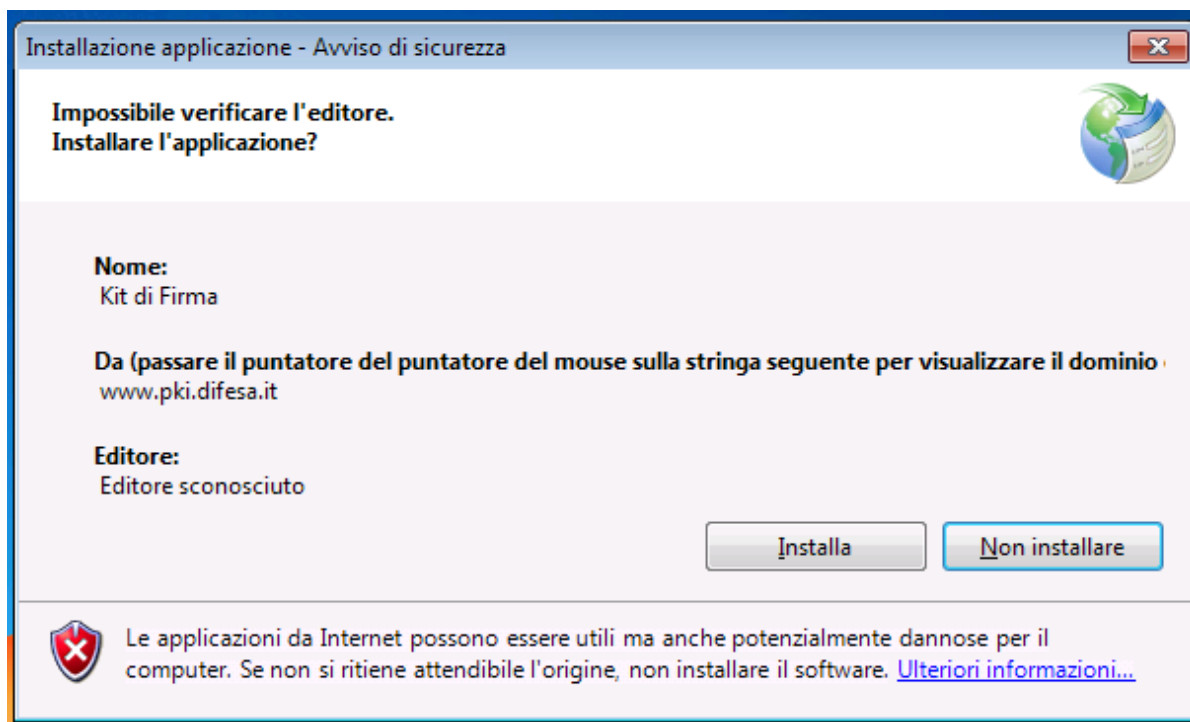 Installazione applicazione - Avviso di sicurezza
Impossibile verificare l'editore.
Installare l'applicazione?
Nome:
Kit di Firma
Da (passare il puntatore del puntatore del mouse sulla stringa seguente per visualizzare il dominio
www.pki.difesa.it
Editore:
Editore sconosciuto
Installa
Non installare
Le applicazioni da Internet possono essere utili ma anche potenzialmente dannose per il
computer. Se non si ritiene attendibile l'origine, non installare il software. Ulteriori informazioni...